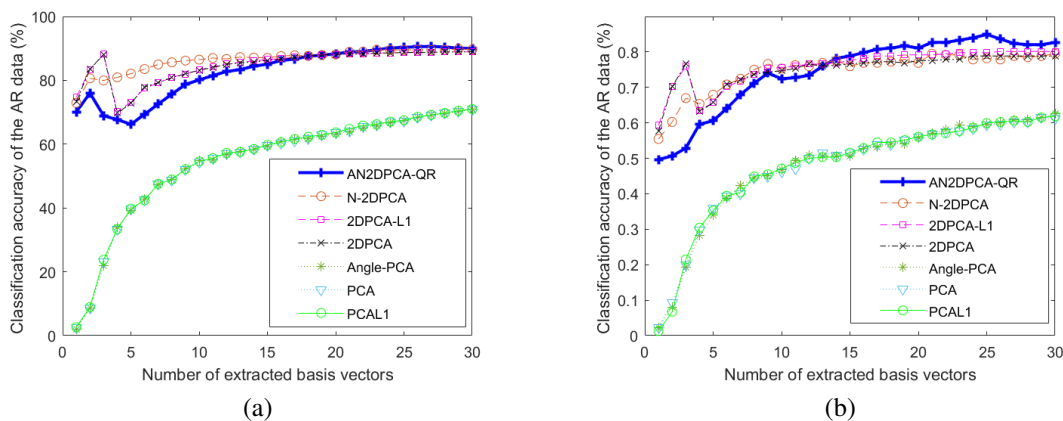 Classification accuracy of the AR data (%)
100
80
60
40
20
0
AN2DPCA-QR
N-2DPCA
2DPCA-L1
2DPCA
Angle-PCA
PCA
PCAL1
0 5 10 15 20 25 30
Number of extracted basis vectors
(a)
Classification accuracy of the AR data (%)
0.8
0.7
0.6
0.5
0.4
0.3
0.2
0.1
0
AN2DPCA-QR
N-2DPCA
2DPCA-L1
2DPCA
Angle-PCA
PCA
PCAL1
0 5 10 15 20 25 30
Number of extracted basis vectors
(b)